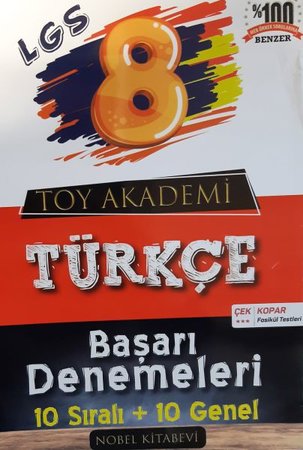 LGS
%100
BENZER
8
TOY AKADEMİ
TÜRKÇE
ÇEK KOPAR
Fasikül Testleri
Başarı
Denemeleri
10 Sıralı + 10 Genel
NOBEL KİTABEVİ